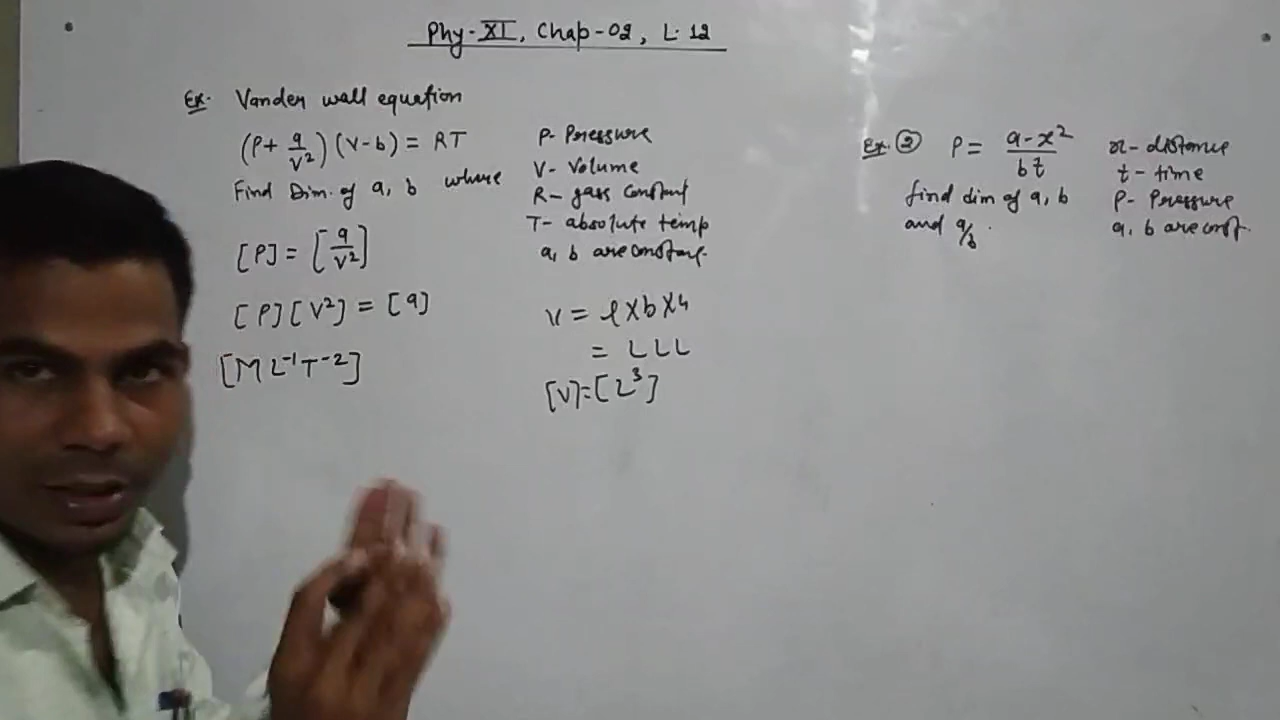 Phy-XI, Chap-02, L.12
Ex. Vander wall equation
(P + a/V²)(V-b) = RT
Find Dim. of a, b where
P- Pressure
V- Volume
R- gass constant
T- absolute temp
a, b are constant.
[P] = [a/V²]
[P][V²] = [a]
[M L⁻¹ T⁻²]
V = l×b×h
= L L L
[V] = [L³]
Ex. ② P = a-x²/bt
find dim of a, b
and a/b.
x- distance
t- time
P- Pressure
a, b are const.